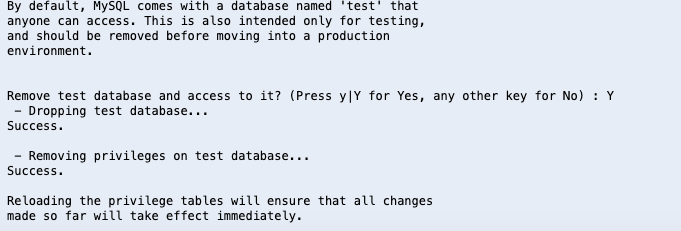 By default, MySQL comes with a database named 'test' that
anyone can access. This is also intended only for testing,
and should be removed before moving into a production
environment.
Remove test database and access to it? (Press y|Y for Yes, any other key for No) : Y
 - Dropping test database...
Success.
 - Removing privileges on test database...
Success.
Reloading the privilege tables will ensure that all changes
made so far will take effect immediately.